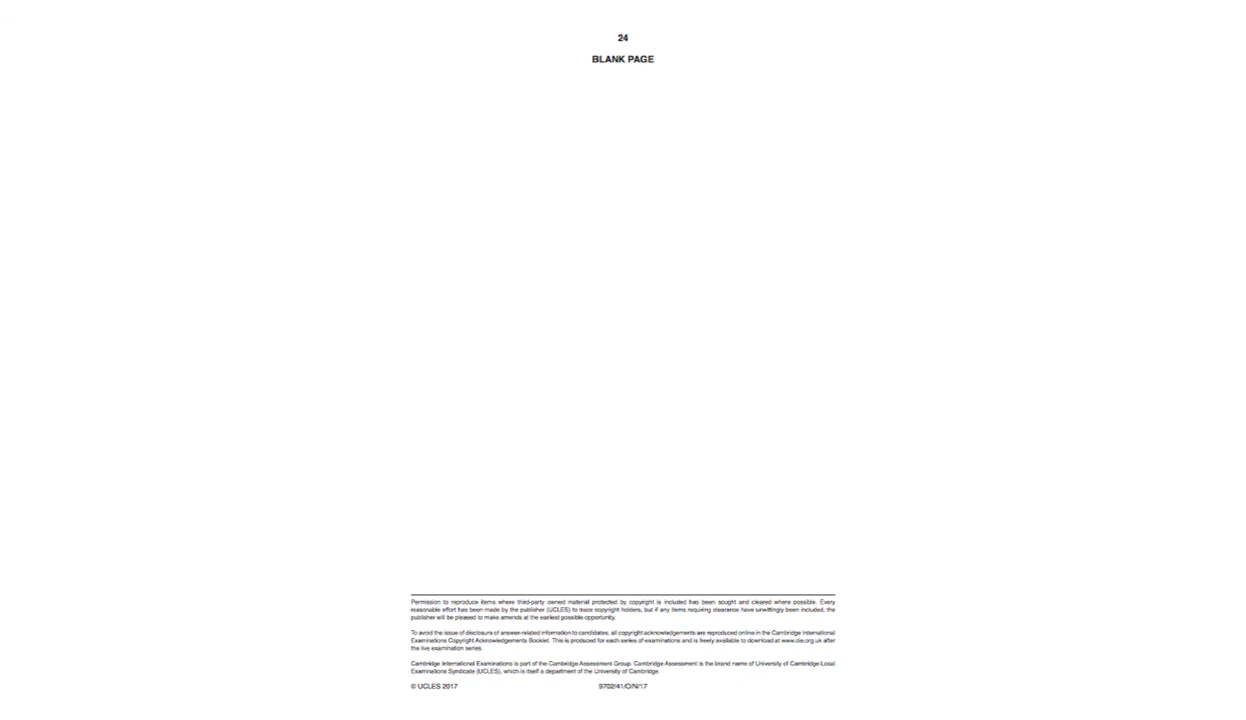 24
BLANK PAGE
Permission to reproduce items where third-party owned material protected by copyright is included has been sought and cleared where possible. Every
reasonable effort has been made by the publisher (UCLES) to trace copyright holders, but if any items requiring clearance have unwittingly been included, the
publisher will be pleased to make amends at the earliest possible opportunity.
To avoid the issue of disclosure of answer-related information to candidates, all copyright acknowledgements are reproduced online in the Cambridge International
Examinations Copyright Acknowledgements Booklet. This is produced for each series of examinations and is freely available to download at www.cie.org.uk after
the live examination series.
Cambridge International Examinations is part of the Cambridge Assessment Group. Cambridge Assessment is the brand name of University of Cambridge Local
Examinations Syndicate (UCLES), which is itself a department of the University of Cambridge.
© UCLES 2017 9702/41/O/N/17